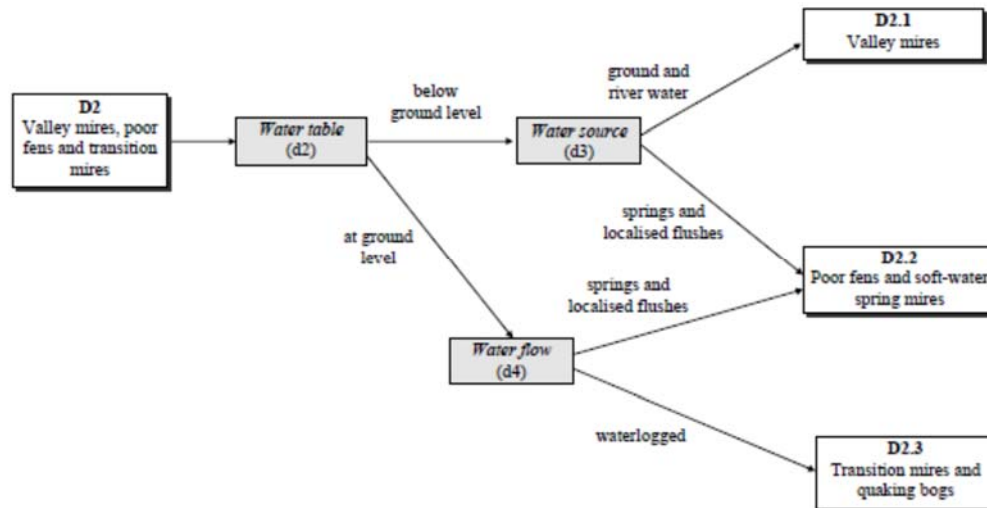 D2.1
Valley mires
ground and
river water
below
ground level
D2
Valley mires, poor
fens and transition
mires
Water table
(d2)
Water source
(d3)
springs and
localised flushes
at ground
level
D2.2
Poor fens and soft-water
spring mires
springs and
localised flushes
Water flow
(d4)
waterlogged
D2.3
Transition mires and
quaking bogs